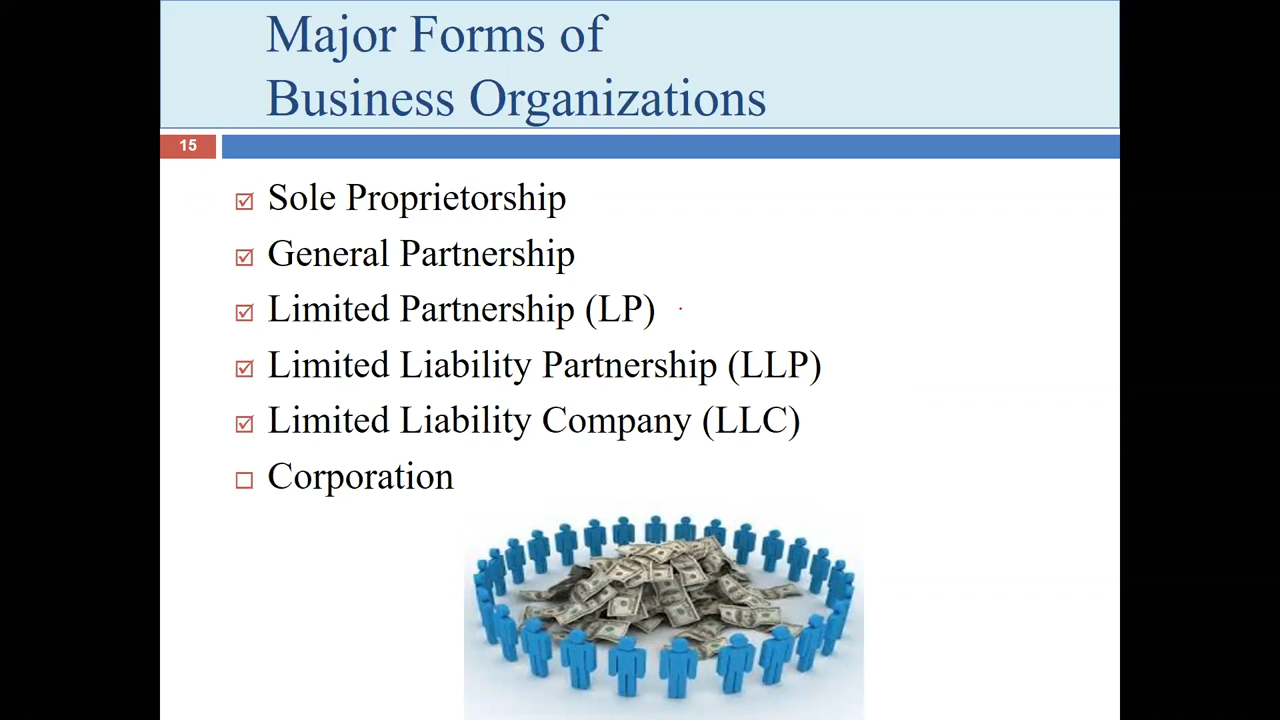 Major Forms of
Business Organizations
15
Sole Proprietorship
General Partnership
Limited Partnership (LP)
Limited Liability Partnership (LLP)
Limited Liability Company (LLC)
Corporation